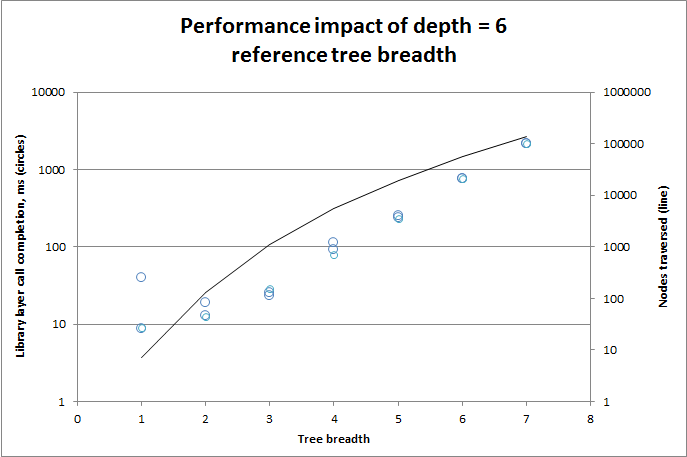 Performance impact of depth = 6
reference tree breadth
Library layer call completion, ms (circles)
10000
1000
100
10
1
1000000
100000
10000
1000
100
10
1
Nodes traversed (line)
0 1 2 3 4 5 6 7 8
Tree breadth